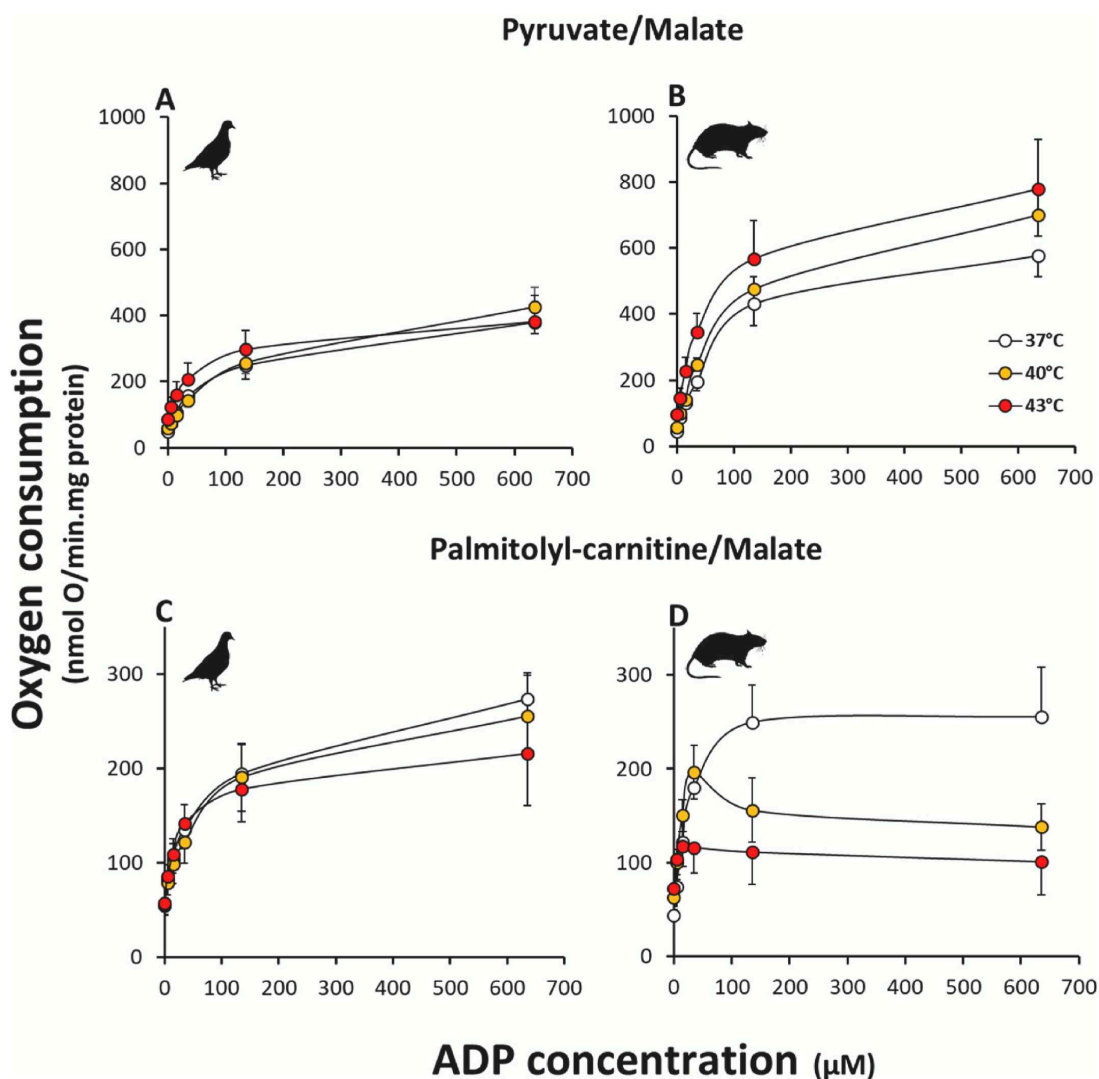 Pyruvate/Malate
A
B
1000
800
600
400
200
0
0 100 200 300 400 500 600 700
1000
800
600
400
200
0
0 100 200 300 400 500 600 700
37°C
40°C
43°C
Oxygen consumption
(nmol O/min.mg protein)
Palmitolyl-carnitine/Malate
C
D
300
200
100
0
0 100 200 300 400 500 600 700
300
200
100
0
0 100 200 300 400 500 600 700
ADP concentration (µM)